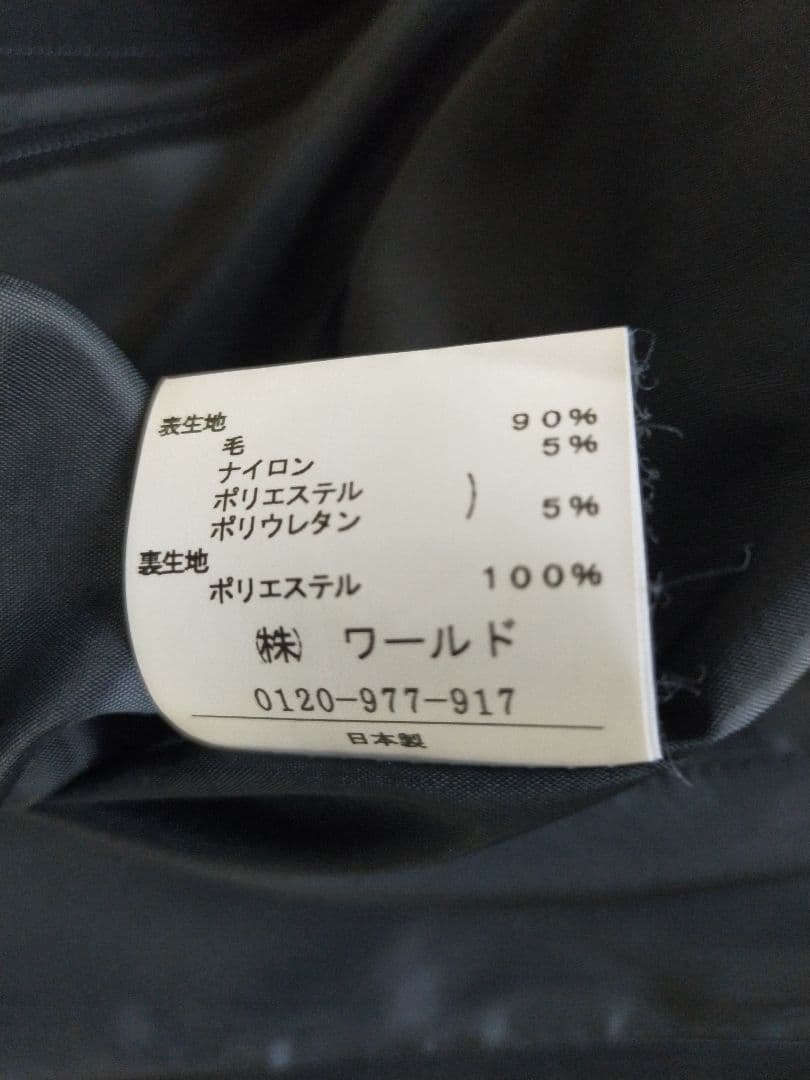 表生地
毛 90%
ナイロン 5%
ポリエステル )
ポリウレタン 5%
裏生地
ポリエステル 100%
㈱ ワールド
0120-977-917
日本製